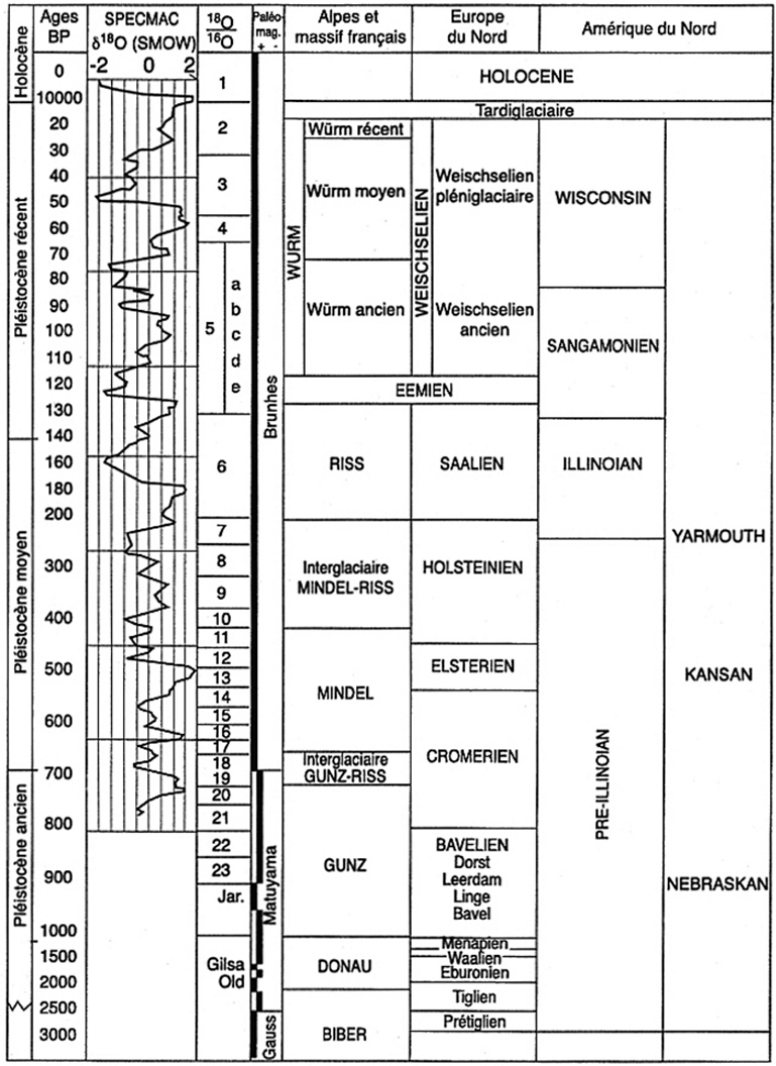 Holocène
Pléistocène récent
Pléistocène moyen
Pléistocène ancien
Ages
BP
0
10000
20
30
40
50
60
70
80
90
100
110
120
130
140
160
180
200
300
400
500
600
700
800
900
1000
1500
2000
2500
3000
SPECMAC
δ18O (SMOW)
-2 0 2
18O
16O
1
2
3
4
5
a
b
c
d
e
6
7
8
9
10
11
12
13
14
15
16
17
18
19
20
21
22
23
Jar.
Gilsa
Old
Paléo-
mag.
+ -
Brunhes
Matuyama
Gauss
Alpes et
massif français
Europe
du Nord
Amérique du Nord
HOLOCENE
Tardiglaciaire
WURM
Würm récent
Würm moyen
Würm ancien
WEISCHSELIEN
Weischselien
pléniglaciaire
Weischselien
ancien
WISCONSIN
SANGAMONIEN
EEMIEN
RISS
SAALIEN
ILLINOIAN
Interglaciaire
MINDEL-RISS
HOLSTEINIEN
YARMOUTH
MINDEL
ELSTERIEN
KANSAN
Interglaciaire
GUNZ-RISS
CROMERIEN
PRE-ILLINOIAN
GUNZ
BAVELIEN
Dorst
Leerdam
Linge
Bavel
NEBRASKAN
DONAU
Menapien
Waalien
Eburonien
Tiglien
BIBER
Prétiglien